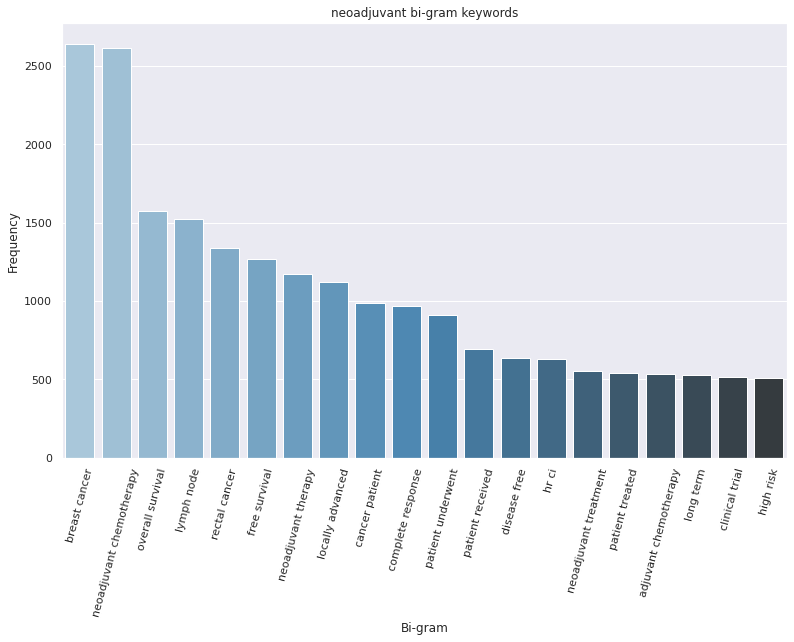 neoadjuvant bi-gram keywords
Frequency
2500
2000
1500
1000
500
0
breast cancer
neoadjuvant chemotherapy
overall survival
lymph node
rectal cancer
free survival
neoadjuvant therapy
locally advanced
cancer patient
complete response
patient underwent
patient received
disease free
hr ci
neoadjuvant treatment
patient treated
adjuvant chemotherapy
long term
clinical trial
high risk
Bi-gram